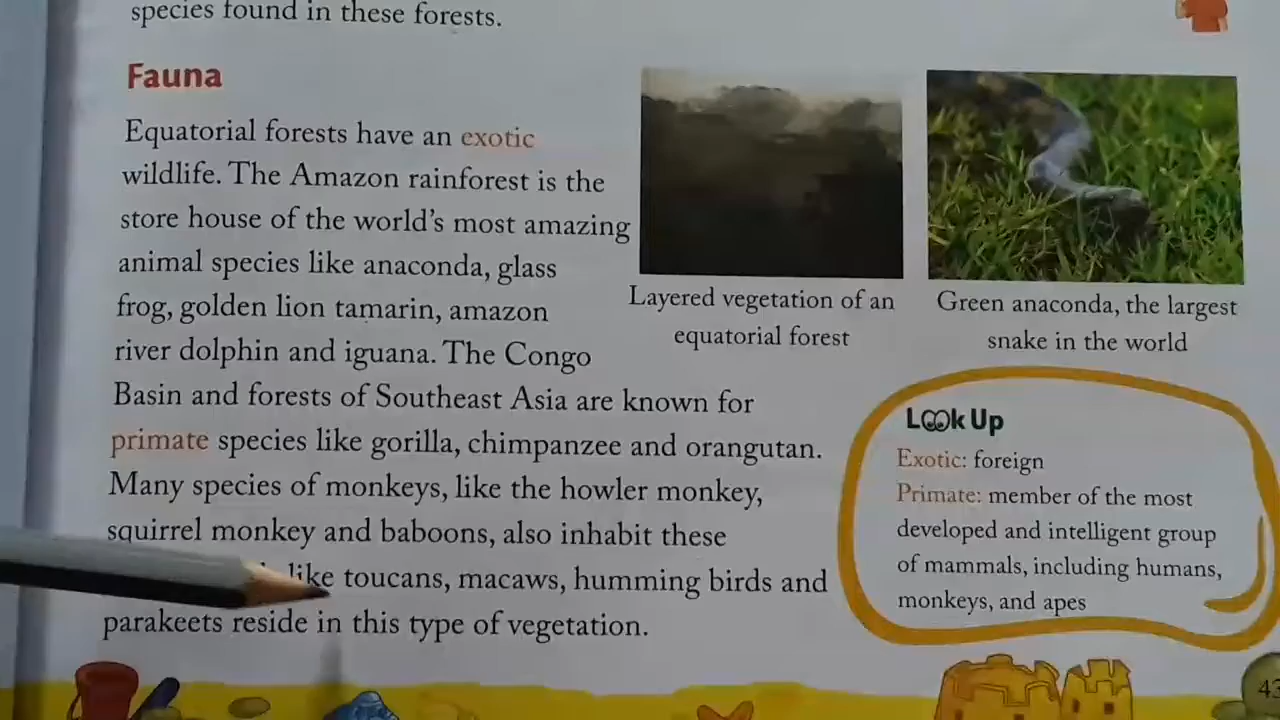 species found in these forests.
Fauna
Equatorial forests have an exotic
wildlife. The Amazon rainforest is the
store house of the world's most amazing
animal species like anaconda, glass
frog, golden lion tamarin, amazon
river dolphin and iguana. The Congo
Basin and forests of Southeast Asia are known for
primate species like gorilla, chimpanzee and orangutan.
Many species of monkeys, like the howler monkey,
squirrel monkey and baboons, also inhabit these
like toucans, macaws, humming birds and
parakeets reside in this type of vegetation.
Layered vegetation of an
equatorial forest
Green anaconda, the largest
snake in the world
Look Up
Exotic: foreign
Primate: member of the most
developed and intelligent group
of mammals, including humans,
monkeys, and apes